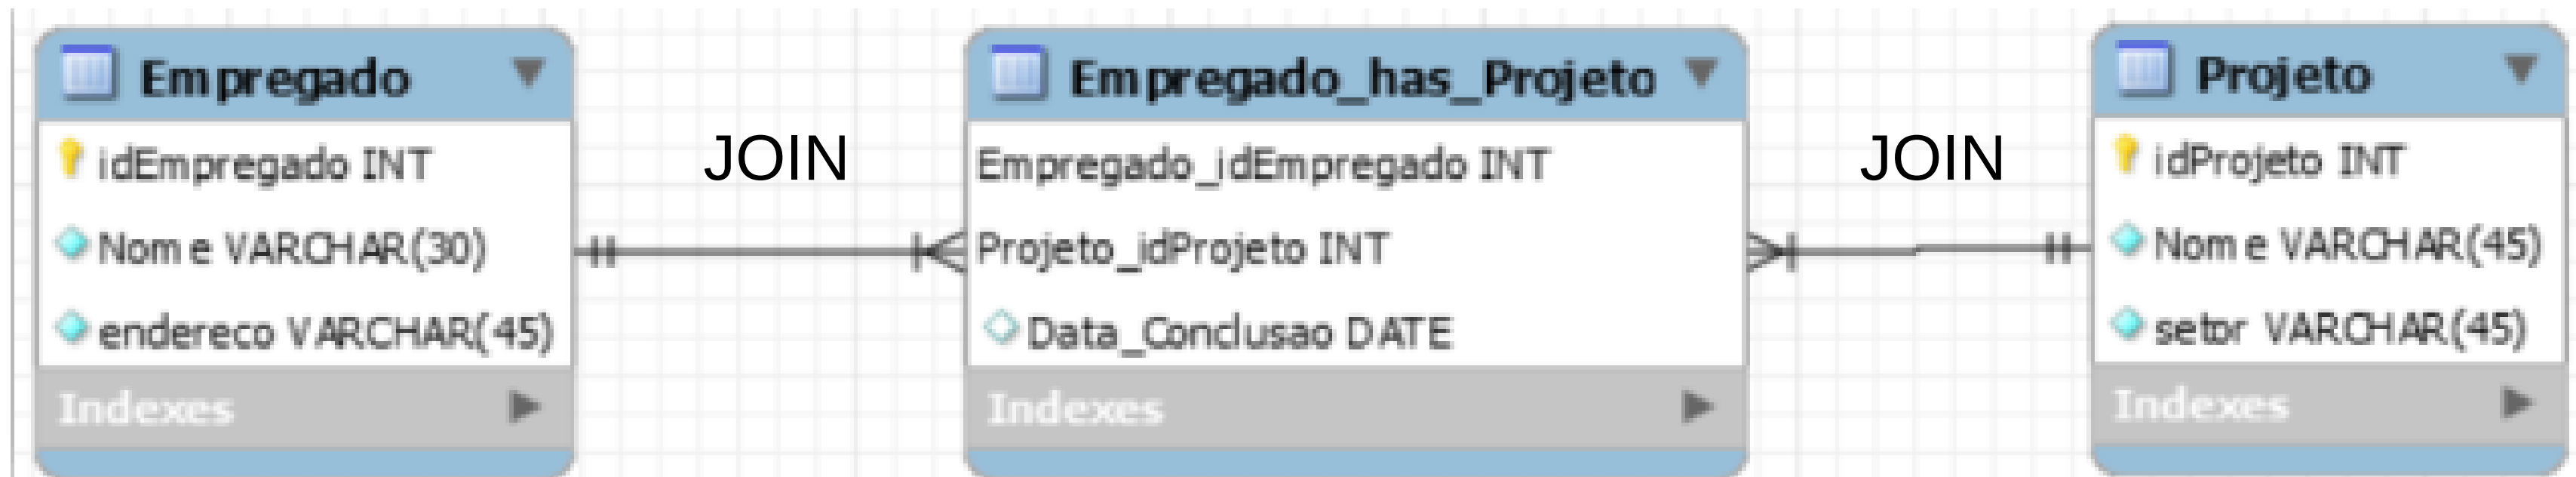 Empregado
idEmpregado INT
Nome VARCHAR(30)
endereco VARCHAR(45)
Indexes
JOIN
Empregado_has_Projeto
Empregado_idEmpregado INT
Projeto_idProjeto INT
Data_Conclusao DATE
Indexes
JOIN
Projeto
idProjeto INT
Nome VARCHAR(45)
setor VARCHAR(45)
Indexes